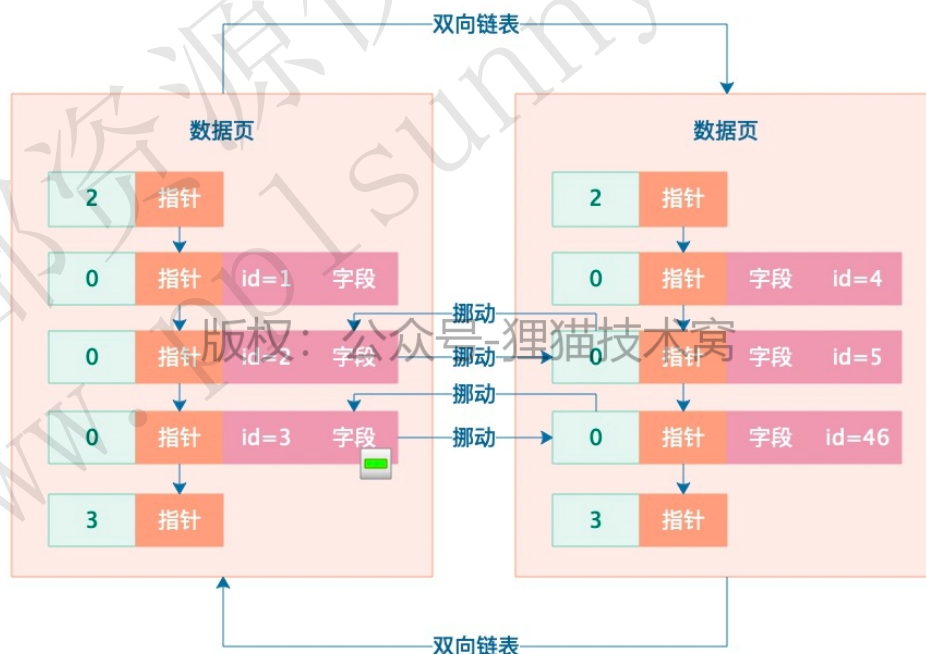 双向链表
数据页
数据页
2 指针
2 指针
0 指针 id=1 字段
0 指针 字段 id=4
挪动
0 指针 id=2 字段
挪动
0 指针 字段 id=5
版权：公众号-狸猫技术窝
挪动
0 指针 id=3 字段
挪动
0 指针 字段 id=46
3 指针
3 指针
双向链表